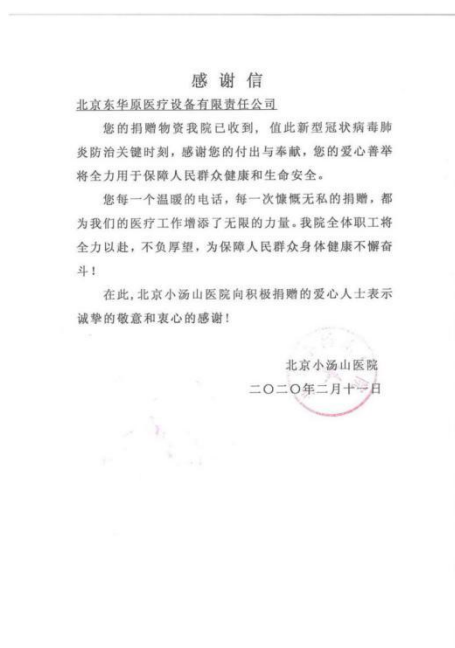 感谢信
北京东华原医疗设备有限责任公司
您的捐赠物资我院已收到，值此新型冠状病毒肺
炎防治关键时刻，感谢您的付出与奉献，您的爱心善举
将全力用于保障人民群众健康和生命安全。
您每一个温暖的电话，每一次慷慨无私的捐赠，都
为我们的医疗工作增添了无限的力量。我院全体职工将
全力以赴，不负厚望，为保障人民群众身体健康不懈奋
斗！
在此，北京小汤山医院向积极捐赠的爱心人士表示
诚挚的敬意和衷心的感谢！
北京小汤山医院
二〇二〇年二月十一日